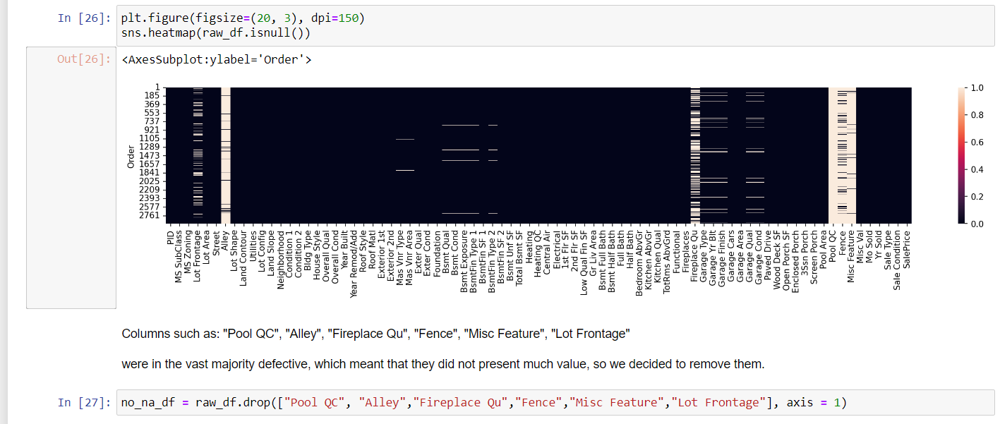 In [26]: plt.figure(figsize=(20, 3), dpi=150)
sns.heatmap(raw_df.isnull())
Out[26]: <AxesSubplot:ylabel='Order'>
1
185
369
553
737
921
1105
1289
1473
1657
1841
2025
2209
2393
2577
2761
Order
PID
MS SubClass
MS Zoning
Lot Frontage
Lot Area
Street
Alley
Lot Shape
Land Contour
Utilities
Lot Config
Land Slope
Neighborhood
Condition 1
Condition 2
Bldg Type
House Style
Overall Qual
Overall Cond
Year Built
Year Remod/Add
Roof Style
Roof Matl
Exterior 1st
Exterior 2nd
Mas Vnr Type
Mas Vnr Area
Exter Qual
Exter Cond
Foundation
Bsmt Qual
Bsmt Cond
Bsmt Exposure
BsmtFin Type 1
BsmtFin SF 1
BsmtFin Type 2
BsmtFin SF 2
Bsmt Unf SF
Total Bsmt SF
Heating
Heating QC
Central Air
Electrical
1st Flr SF
2nd Flr SF
Low Qual Fin SF
Gr Liv Area
Bsmt Full Bath
Bsmt Half Bath
Full Bath
Half Bath
Bedroom AbvGr
Kitchen AbvGr
Kitchen Qual
TotRms AbvGrd
Functional
Fireplaces
Fireplace Qu
Garage Type
Garage Yr Blt
Garage Finish
Garage Cars
Garage Area
Garage Qual
Garage Cond
Paved Drive
Wood Deck SF
Open Porch SF
Enclosed Porch
3Ssn Porch
Screen Porch
Pool Area
Pool QC
Fence
Misc Feature
Misc Val
Mo Sold
Yr Sold
Sale Type
Sale Condition
SalePrice
1.0
0.8
0.6
0.4
0.2
0.0
Columns such as: "Pool QC", "Alley", "Fireplace Qu", "Fence", "Misc Feature", "Lot Frontage"
were in the vast majority defective, which meant that they did not present much value, so we decided to remove them.
In [27]: no_na_df = raw_df.drop(["Pool QC", "Alley","Fireplace Qu","Fence","Misc Feature","Lot Frontage"], axis = 1)